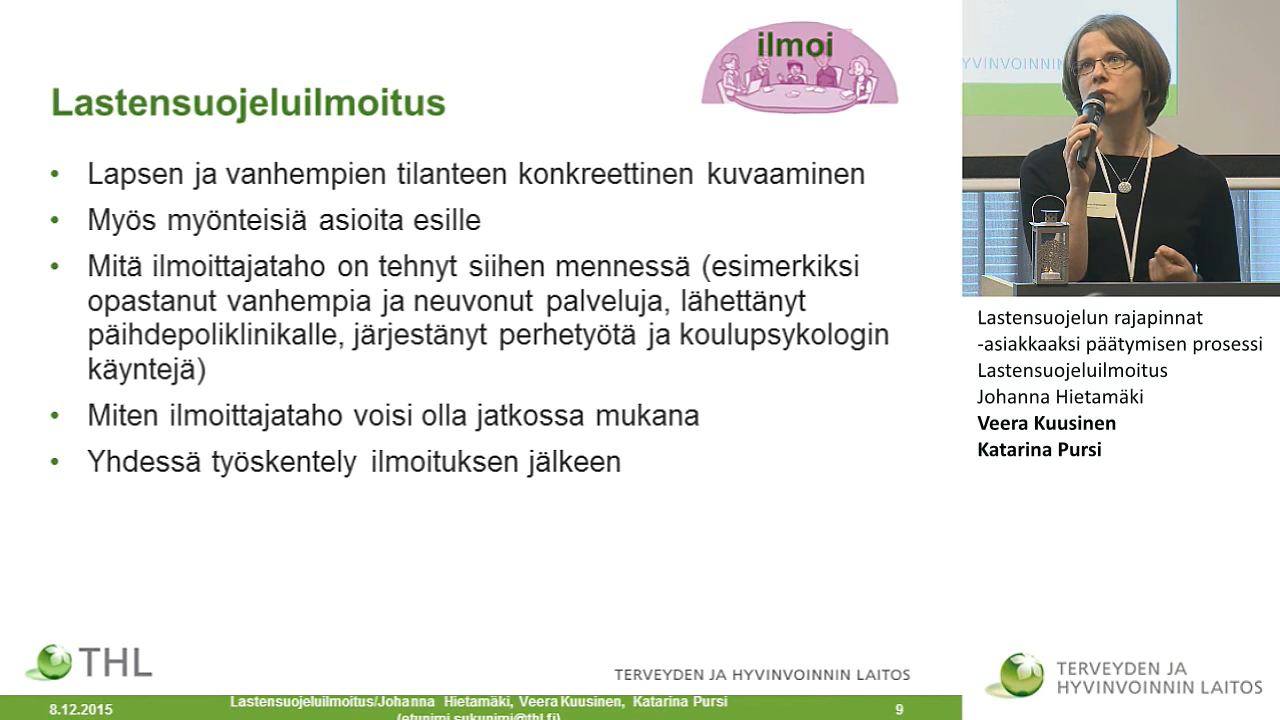 ilmoi
Lastensuojeluilmoitus
• Lapsen ja vanhempien tilanteen konkreettinen kuvaaminen
• Myös myönteisiä asioita esille
• Mitä ilmoittajataho on tehnyt siihen mennessä (esimerkiksi
opastanut vanhempia ja neuvonut palveluja, lähettänyt
päihdepoliklinikalle, järjestänyt perhetyötä ja koulupsykologin
käyntejä)
• Miten ilmoittajataho voisi olla jatkossa mukana
• Yhdessä työskentely ilmoituksen jälkeen
THL
TERVEYDEN JA HYVINVOINNIN LAITOS
8.12.2015
Lastensuojeluilmoitus/Johanna Hietamäki, Veera Kuusinen, Katarina Pursi
(etunimi.sukunimi@thl.fi)
9
YVINVOINNIN
Lastensuojelun rajapinnat
-asiakkaaksi päätymisen prosessi
Lastensuojeluilmoitus
Johanna Hietamäki
Veera Kuusinen
Katarina Pursi
TERVEYDEN JA
HYVINVOINNIN LAITOS